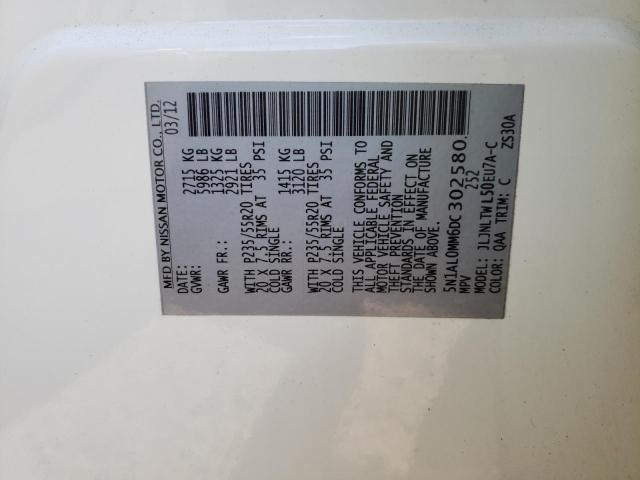 MFD BY NISSAN MOTOR CO., LTD.
DATE: 03/12
GVWR: 2715 KG
5986 LB
GAWR FR.: 1325 KG
2921 LB
WITH P235/55R20 TIRES
20 X 7.5 RIMS AT 35 PSI
COLD SINGLE
GAWR RR.: 1415 KG
3120 LB
WITH P235/55R20 TIRES
20 X 7.5 RIMS AT 35 PSI
COLD SINGLE
THIS VEHICLE CONFORMS TO
ALL APPLICABLE FEDERAL
MOTOR VEHICLE SAFETY AND
THEFT PREVENTION
STANDARDS IN EFFECT ON
THE DATE OF MANUFACTURE
SHOWN ABOVE.
5N1AL0MM6DC302580.
MPV Z52
MODEL: JLJNLTWL50EU7A-C
COLOR: QAA TRIM: C ZS30A